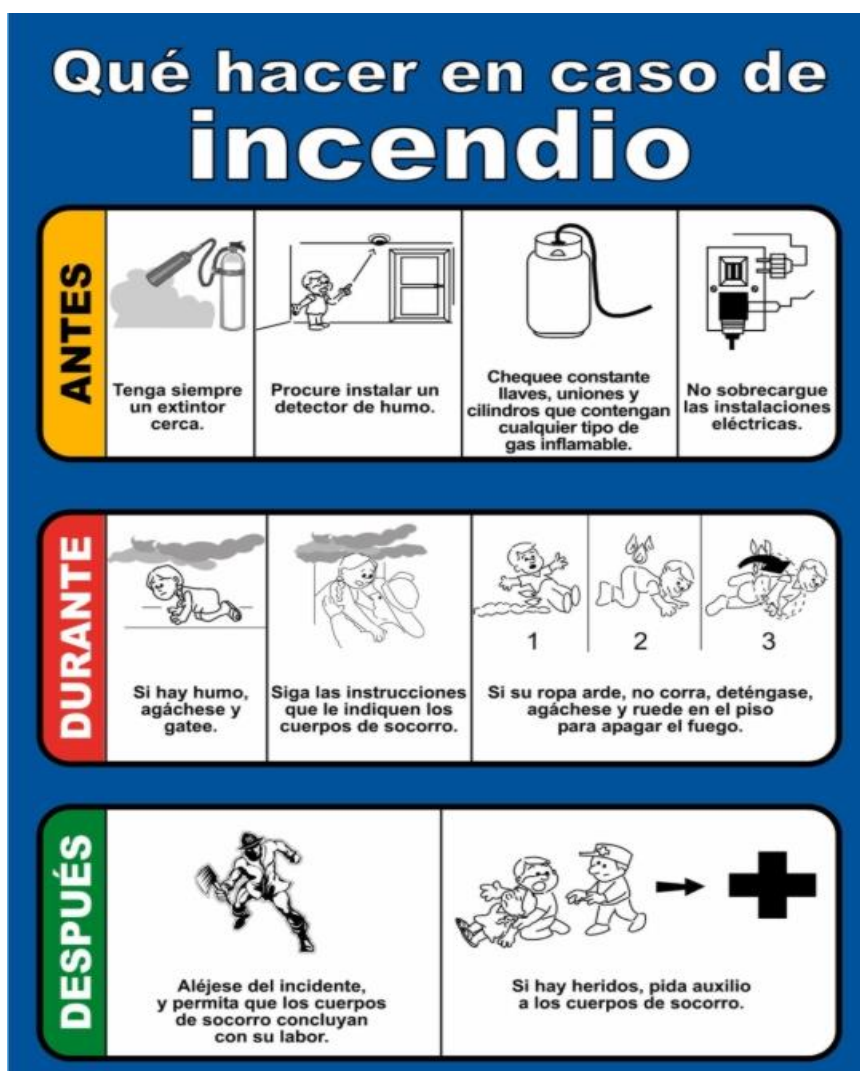 Qué hacer en caso de
incendio
ANTES
Tenga siempre
un extintor
cerca.
Procure instalar un
detector de humo.
Chequee constante
llaves, uniones y
cilindros que contengan
cualquier tipo de
gas inflamable.
No sobrecargue
las instalaciones
eléctricas.
DURANTE
Si hay humo,
agáchese y
gatee.
Siga las instrucciones
que le indiquen los
cuerpos de socorro.
1 2 3
Si su ropa arde, no corra, deténgase,
agáchese y ruede en el piso
para apagar el fuego.
DESPUÉS
Aléjese del incidente,
y permita que los cuerpos
de socorro concluyan
con su labor.
Si hay heridos, pida auxilio
a los cuerpos de socorro.